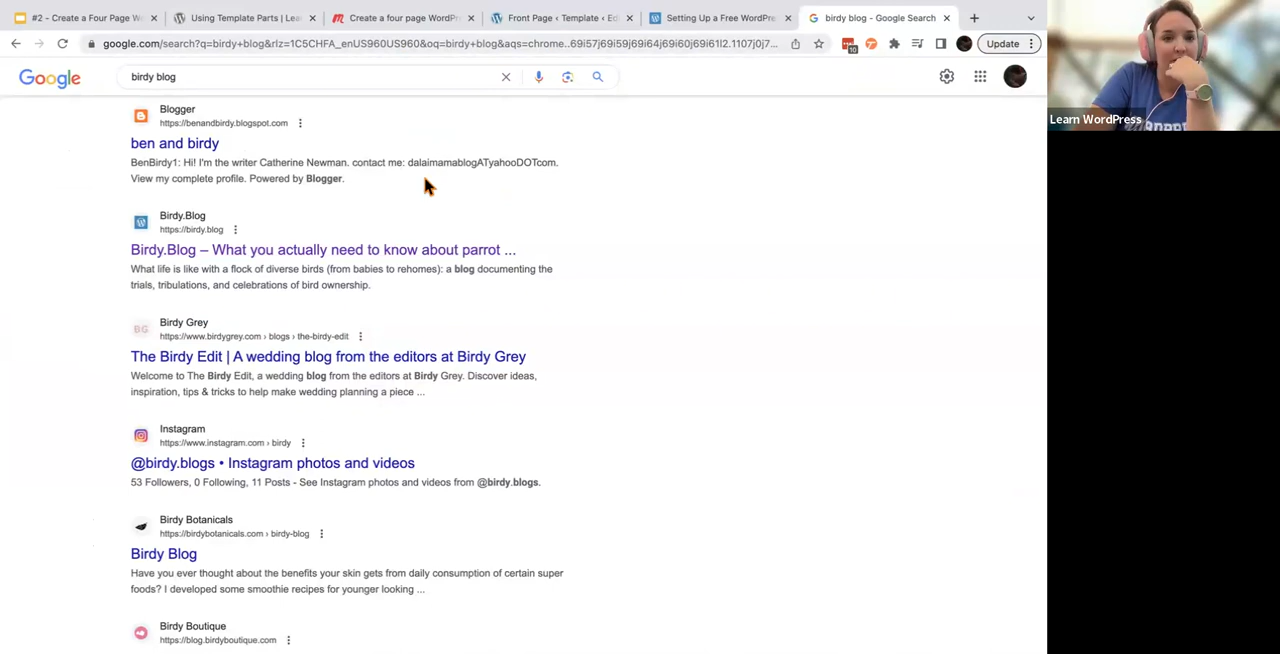 #2 - Create a Four Page W
Using Template Parts | Lea
Create a four page WordPr
Front Page ‹ Template ‹ Ed
Setting Up a Free WordPre
birdy blog - Google Search
google.com/search?q=birdy+blog&rlz=1C5CHFA_enUS960US960&oq=birdy+blog&aqs=chrome..69i57j69i59j69i64j69i60j69i61l2.1107j0j7...
10
Update
Google
birdy blog
Learn WordPress
Blogger
https://benandbirdy.blogspot.com
ben and birdy
BenBirdy1: Hi! I'm the writer Catherine Newman. contact me: dalaimamablogATyahooDOTcom.
View my complete profile. Powered by Blogger.
Birdy.Blog
https://birdy.blog
Birdy.Blog – What you actually need to know about parrot ...
What life is like with a flock of diverse birds (from babies to rehomes): a blog documenting the
trials, tribulations, and celebrations of bird ownership.
BG
Birdy Grey
https://www.birdygrey.com › blogs › the-birdy-edit
The Birdy Edit | A wedding blog from the editors at Birdy Grey
Welcome to The Birdy Edit, a wedding blog from the editors at Birdy Grey. Discover ideas,
inspiration, tips & tricks to help make wedding planning a piece ...
Instagram
https://www.instagram.com › birdy
@birdy.blogs • Instagram photos and videos
53 Followers, 0 Following, 11 Posts - See Instagram photos and videos from @birdy.blogs.
Birdy Botanicals
https://birdybotanicals.com › birdy-blog
Birdy Blog
Have you ever thought about the benefits your skin gets from daily consumption of certain super
foods? I developed some smoothie recipes for younger looking ...
Birdy Boutique
https://blog.birdyboutique.com